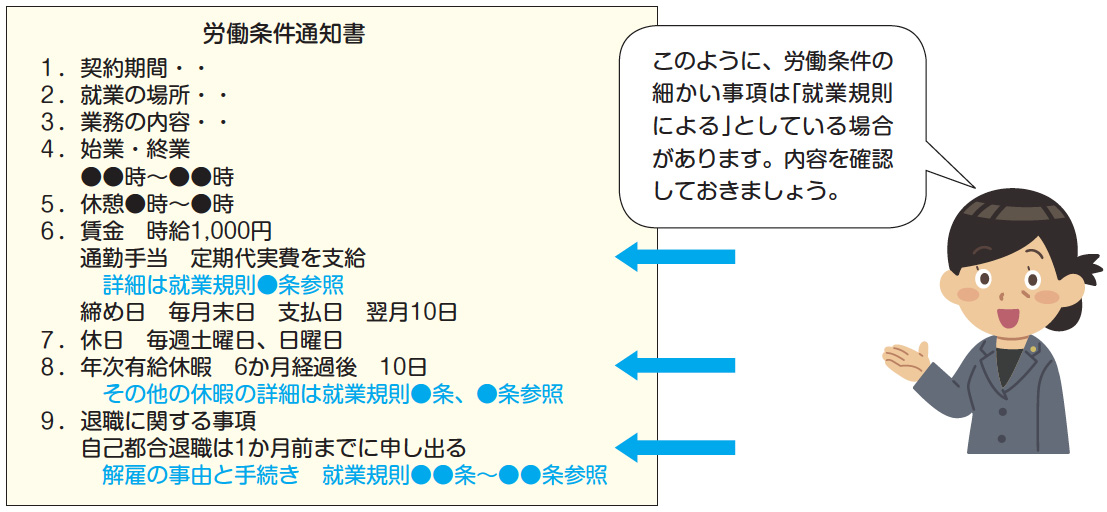 労働条件通知書
1．契約期間・・
2．就業の場所・・
3．業務の内容・・
4．始業・終業
●●時～●●時
5．休憩●時～●時
6．賃金　時給1,000円
通勤手当　定期代実費を支給
詳細は就業規則●条参照
締め日　毎月末日　支払日　翌月10日
7．休日　毎週土曜日、日曜日
8．年次有給休暇　6か月経過後　10日
その他の休暇の詳細は就業規則●条、●条参照
9．退職に関する事項
自己都合退職は1か月前までに申し出る
解雇の事由と手続き　就業規則●●条～●●条参照
このように、労働条件の
細かい事項は｢就業規則
による｣としている場合
があります。内容を確認
しておきましょう。